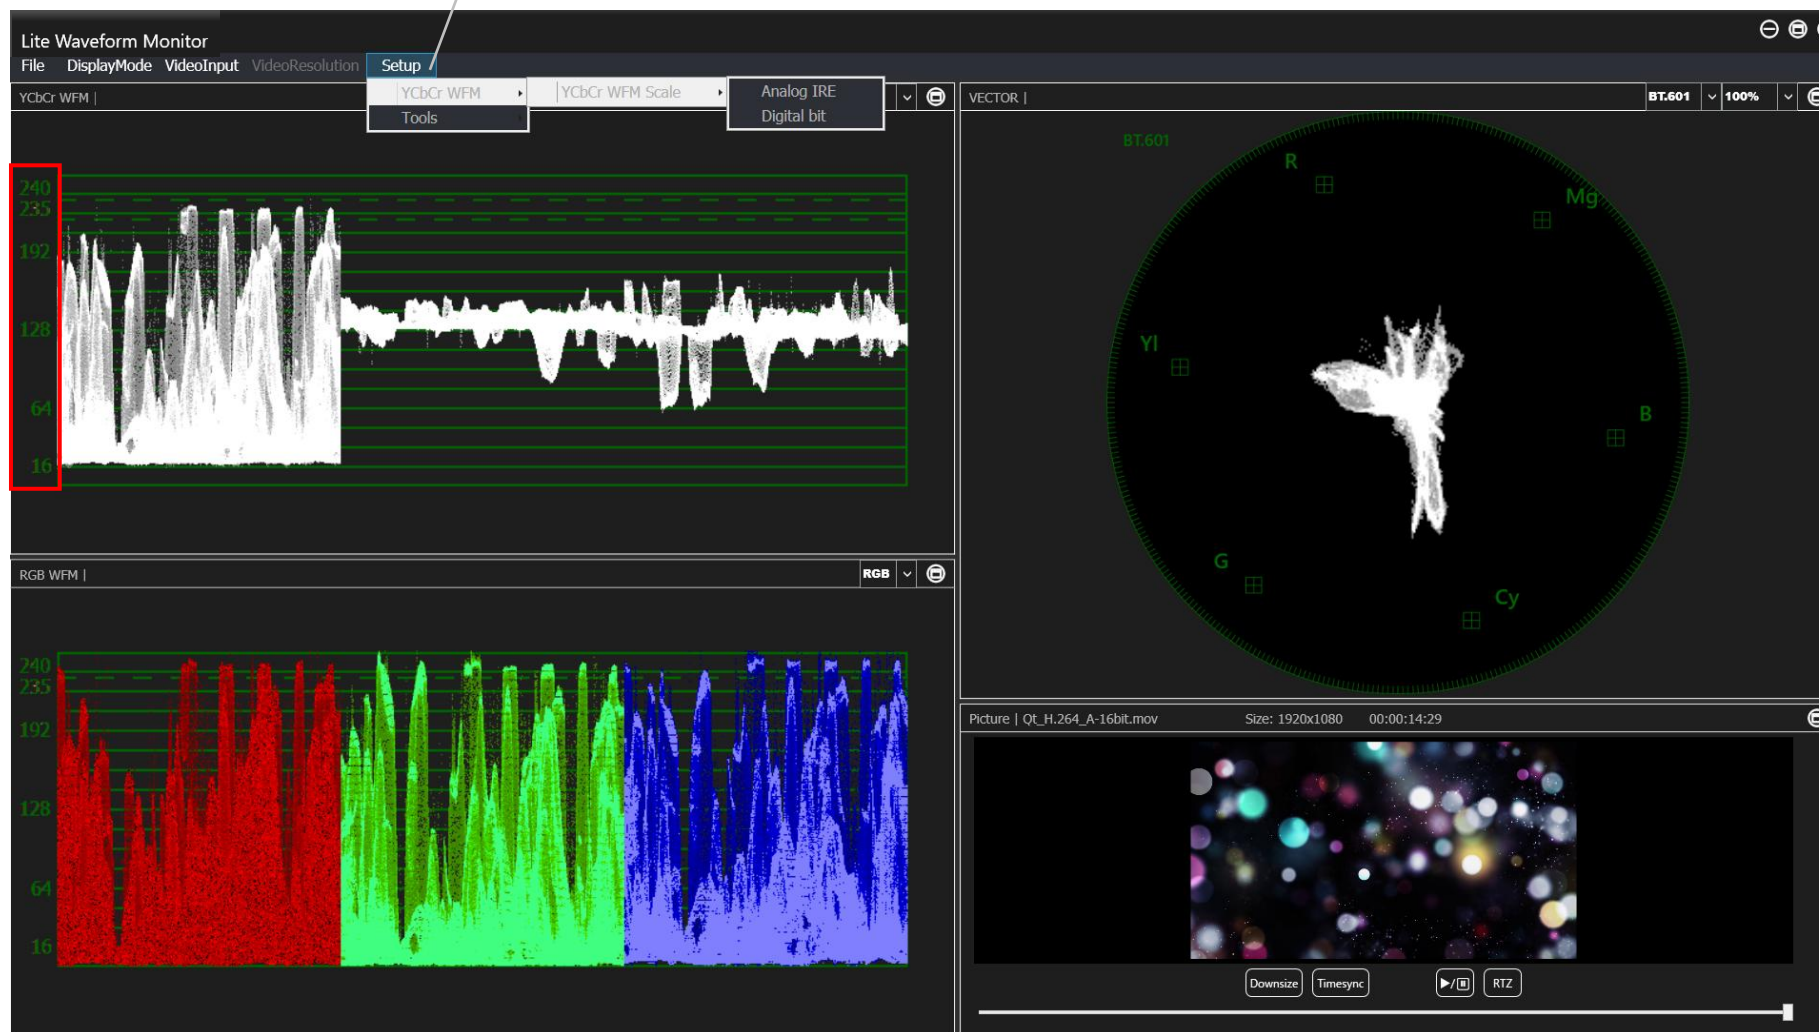 Lite Waveform Monitor
File DisplayMode VideoInput VideoResolution Setup
YCbCr WFM YCbCr WFM Scale Analog IRE
Tools Digital bit
YCbCr WFM |
240
235
192
128
64
16
VECTOR | BT.601 100%
BT.601
R
Mg
Yl
B
G
Cy
RGB WFM | RGB
240
235
192
128
64
16
Picture | Qt_H.264_A-16bit.mov Size: 1920x1080 00:00:14:29
Downsize Timesync ▶/⏸ RTZ